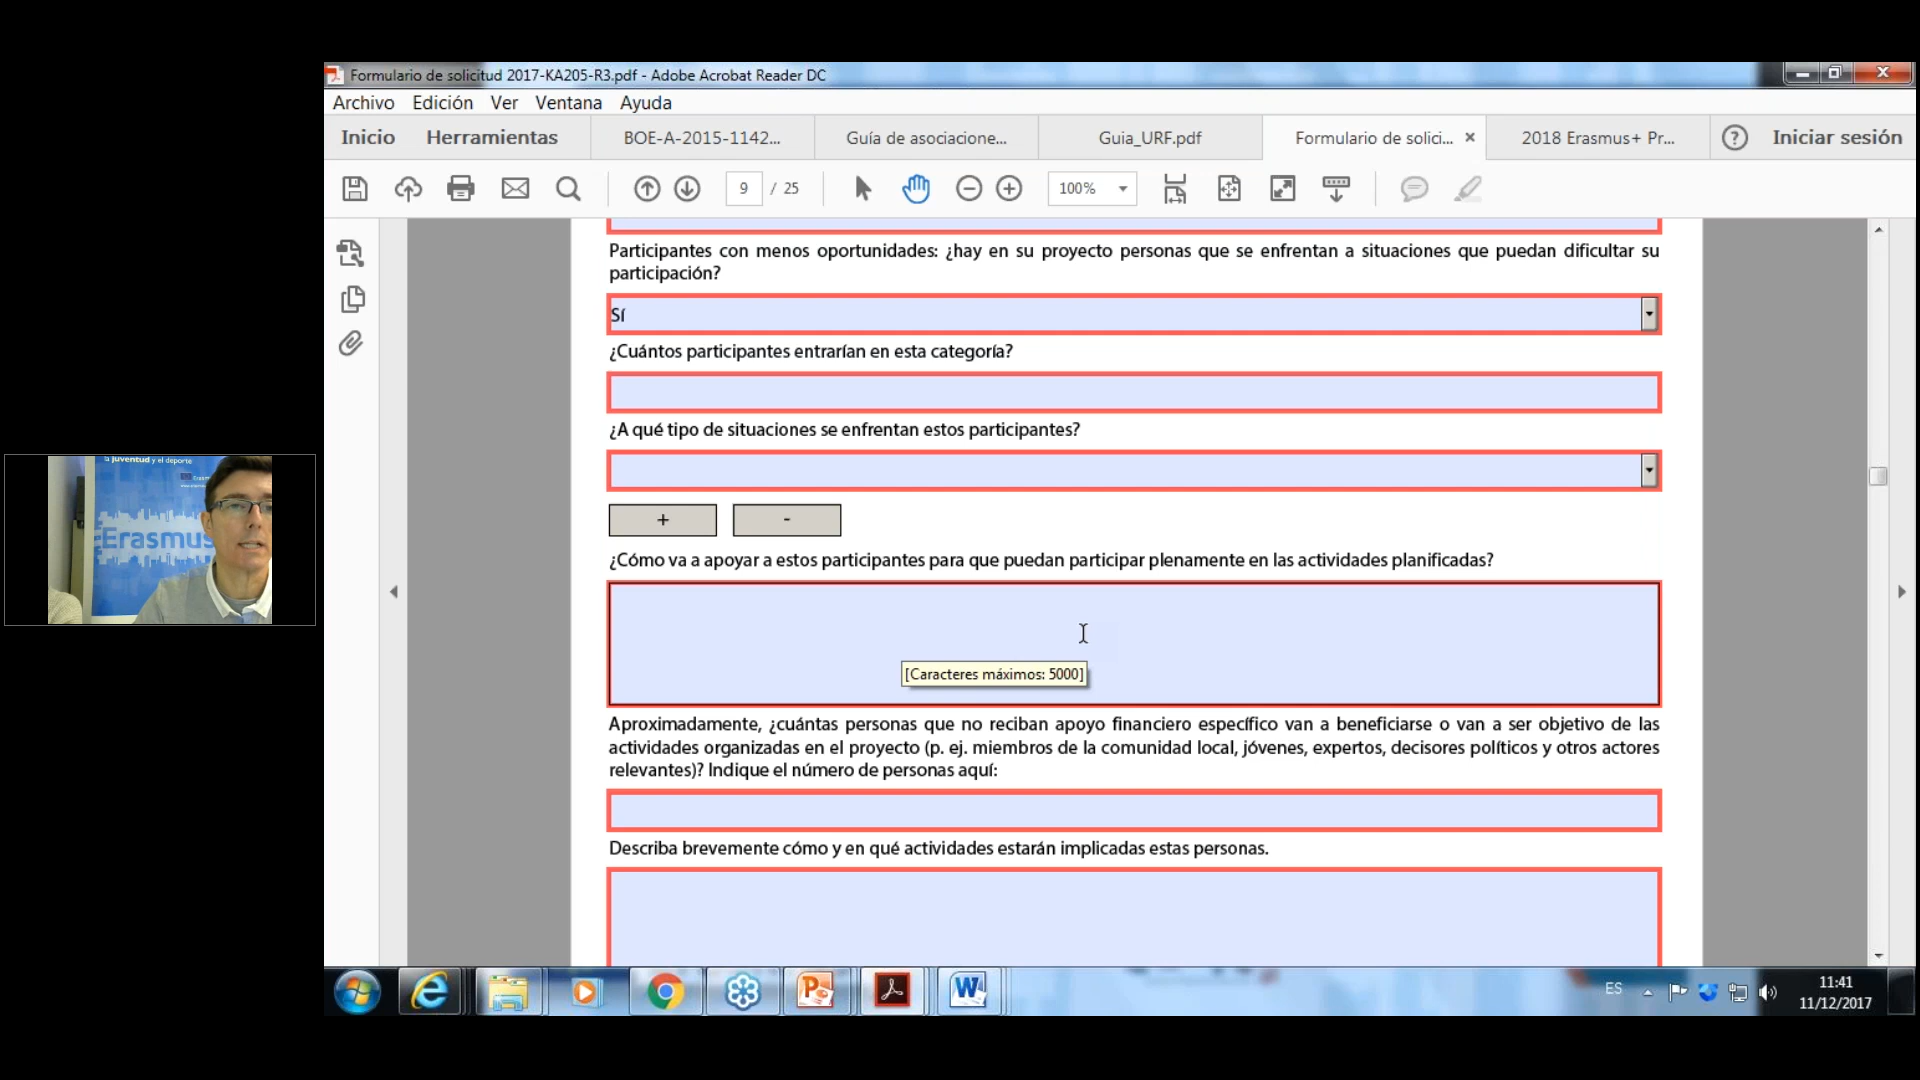 Formulario de solicitud 2017-KA205-R3.pdf - Adobe Acrobat Reader DC
Archivo Edición Ver Ventana Ayuda
Inicio Herramientas BOE-A-2015-1142... Guía de asociacione... Guia_URF.pdf Formulario de solici... × 2018 Erasmus+ Pr... ? Iniciar sesión
9 / 25 100%
Participantes con menos oportunidades: ¿hay en su proyecto personas que se enfrentan a situaciones que puedan dificultar su
participación?
Sí
¿Cuántos participantes entrarían en esta categoría?
¿A qué tipo de situaciones se enfrentan estos participantes?
+ -
¿Cómo va a apoyar a estos participantes para que puedan participar plenamente en las actividades planificadas?
[Caracteres máximos: 5000]
Aproximadamente, ¿cuántas personas que no reciban apoyo financiero específico van a beneficiarse o van a ser objetivo de las
actividades organizadas en el proyecto (p. ej. miembros de la comunidad local, jóvenes, expertos, decisores políticos y otros actores
relevantes)? Indique el número de personas aquí:
Describa brevemente cómo y en qué actividades estarán implicadas estas personas.
la juventud y el deporte
Erasmus
ES
11:41
11/12/2017